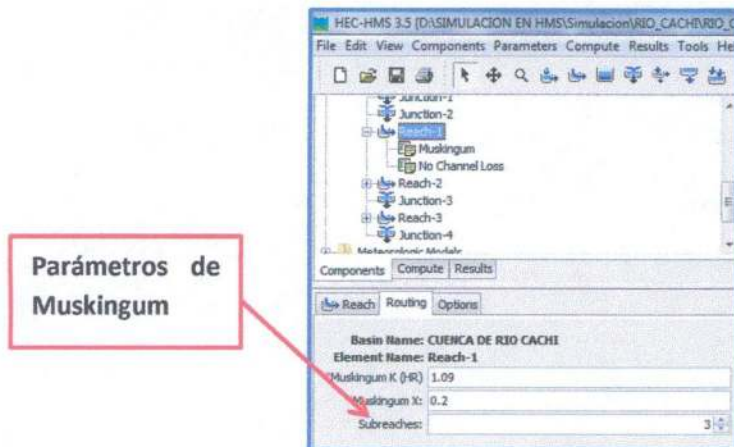 HEC-HMS 3.5 [D:\SIMULACION EN HMS\Simulacion\RIO_CACHI\RIO_C
File Edit View Components Parameters Compute Results Tools Hel
Junction-1
Junction-2
Reach-1
Muskingum
No Channel Loss
Reach-2
Junction-3
Reach-3
Junction-4
Meteorologic Models
Components Compute Results
Parámetros de
Muskingum
Reach Routing Options
Basin Name: CUENCA DE RIO CACHI
Element Name: Reach-1
Muskingum K (HR) 1.09
Muskingum X: 0.2
Subreaches: 3